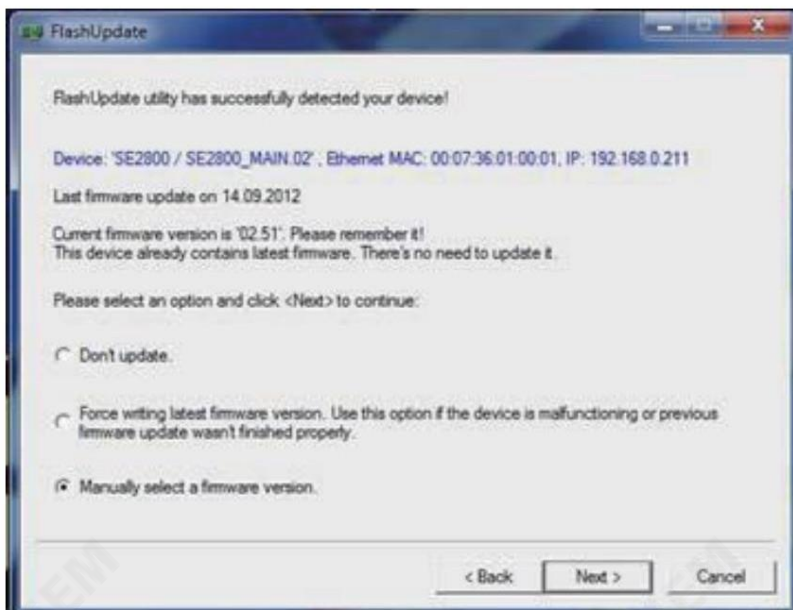 FlashUpdate
FlashUpdate utility has successfully detected your device!
Device: 'SE2800 / SE2800_MAIN.02' , Ethernet MAC: 00:07:36:01:00:01, IP: 192.168.0.211
Last firmware update on 14.09.2012
Current firmware version is '02.51'. Please remember it!
This device already contains latest firmware. There's no need to update it.
Please select an option and click <Next> to continue:
Don't update.
Force writing latest firmware version. Use this option if the device is malfunctioning or previous
firmware update wasn't finished properly.
Manually select a firmware version.
< Back Next > Cancel
EM
EM